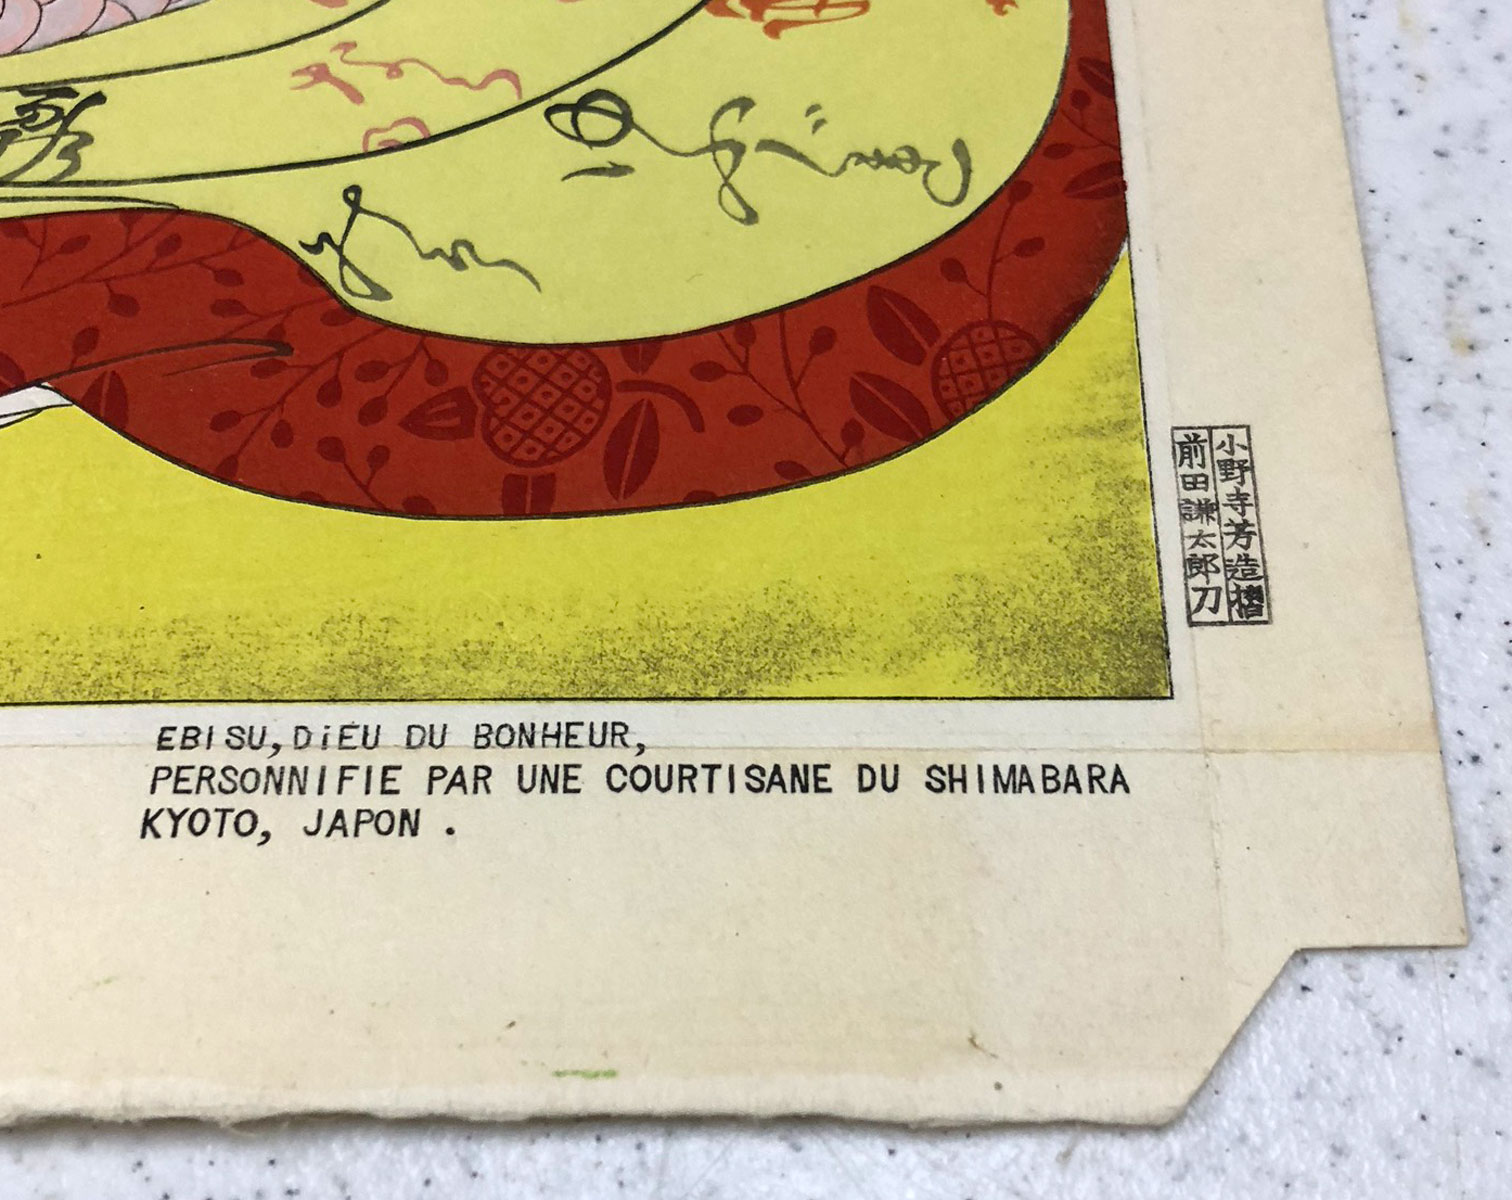 小野寺芳造摺
前田謙太郎刀
EBISU, DiEU DU BONHEUR,
PERSONNIFIE PAR UNE COURTISANE DU SHIMABARA
KYOTO, JAPON .